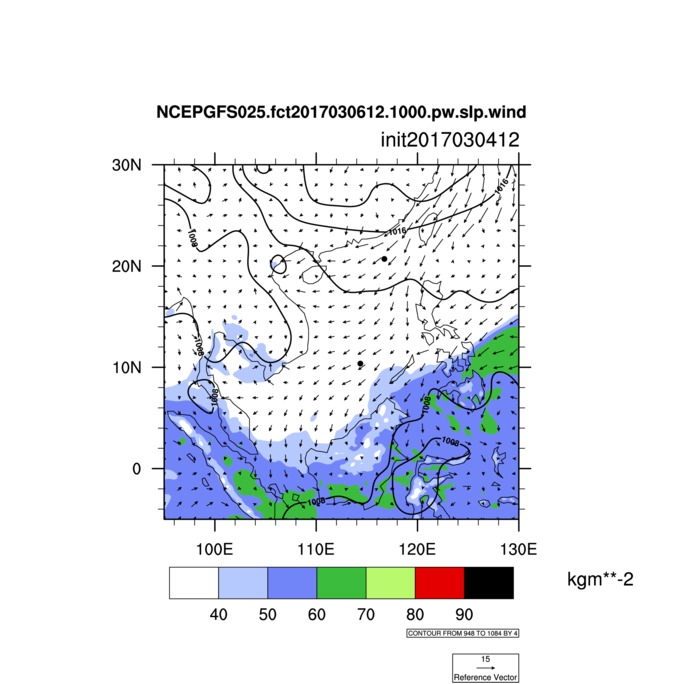 NCEPGFS025.fct2017030612.1000.pw.slp.wind
init2017030412
30N
1016
1008
1016
20N
1008
10N
1008
1008
1008
0
1008
100E
110E
120E
130E
kgm**-2
40
50
60
70
80
90
CONTOUR FROM 948 TO 1084 BY 4
15
Reference Vector